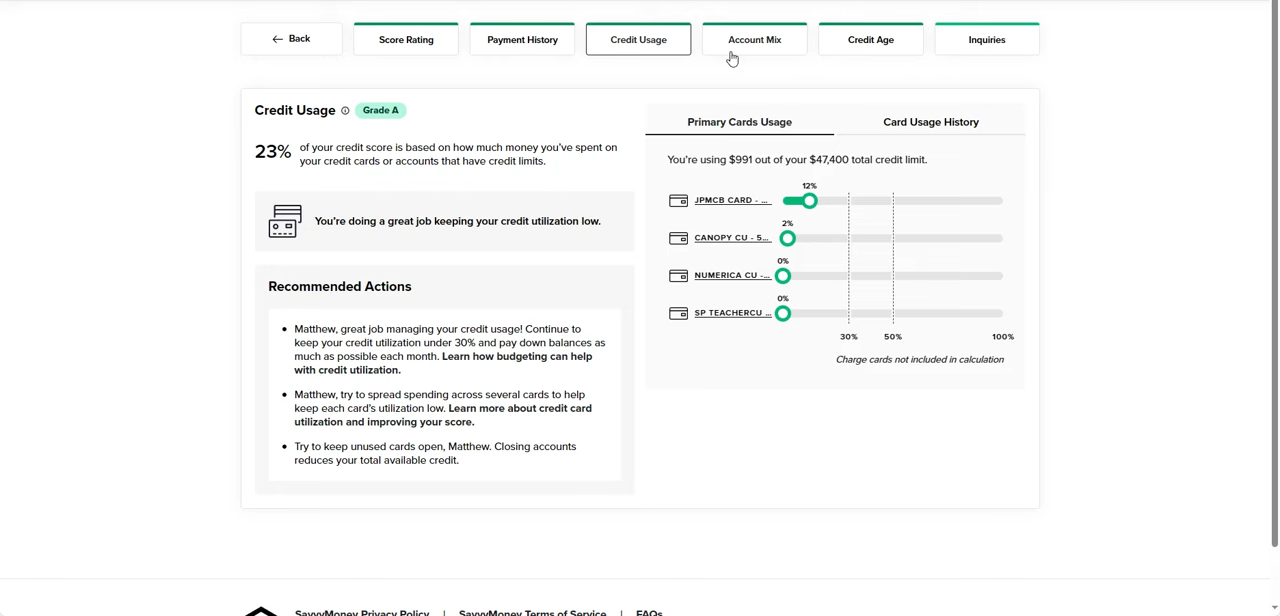 Back
Score Rating
Payment History
Credit Usage
Account Mix
Credit Age
Inquiries
Credit Usage
Grade A
23%
of your credit score is based on how much money you've spent on
your credit cards or accounts that have credit limits.
You're doing a great job keeping your credit utilization low.
Recommended Actions
• Matthew, great job managing your credit usage! Continue to
keep your credit utilization under 30% and pay down balances as
much as possible each month. Learn how budgeting can help
with credit utilization.
• Matthew, try to spread spending across several cards to help
keep each card's utilization low. Learn more about credit card
utilization and improving your score.
• Try to keep unused cards open, Matthew. Closing accounts
reduces your total available credit.
Primary Cards Usage
Card Usage History
You're using $991 out of your $47,400 total credit limit.
12%
JPMCB CARD - ...
2%
CANOPY CU - 5...
0%
NUMERICA CU -...
0%
SP TEACHERCU ...
30%
50%
100%
Charge cards not included in calculation
SavvyMoney Privacy Policy | SavvyMoney Terms of Service | FAQs